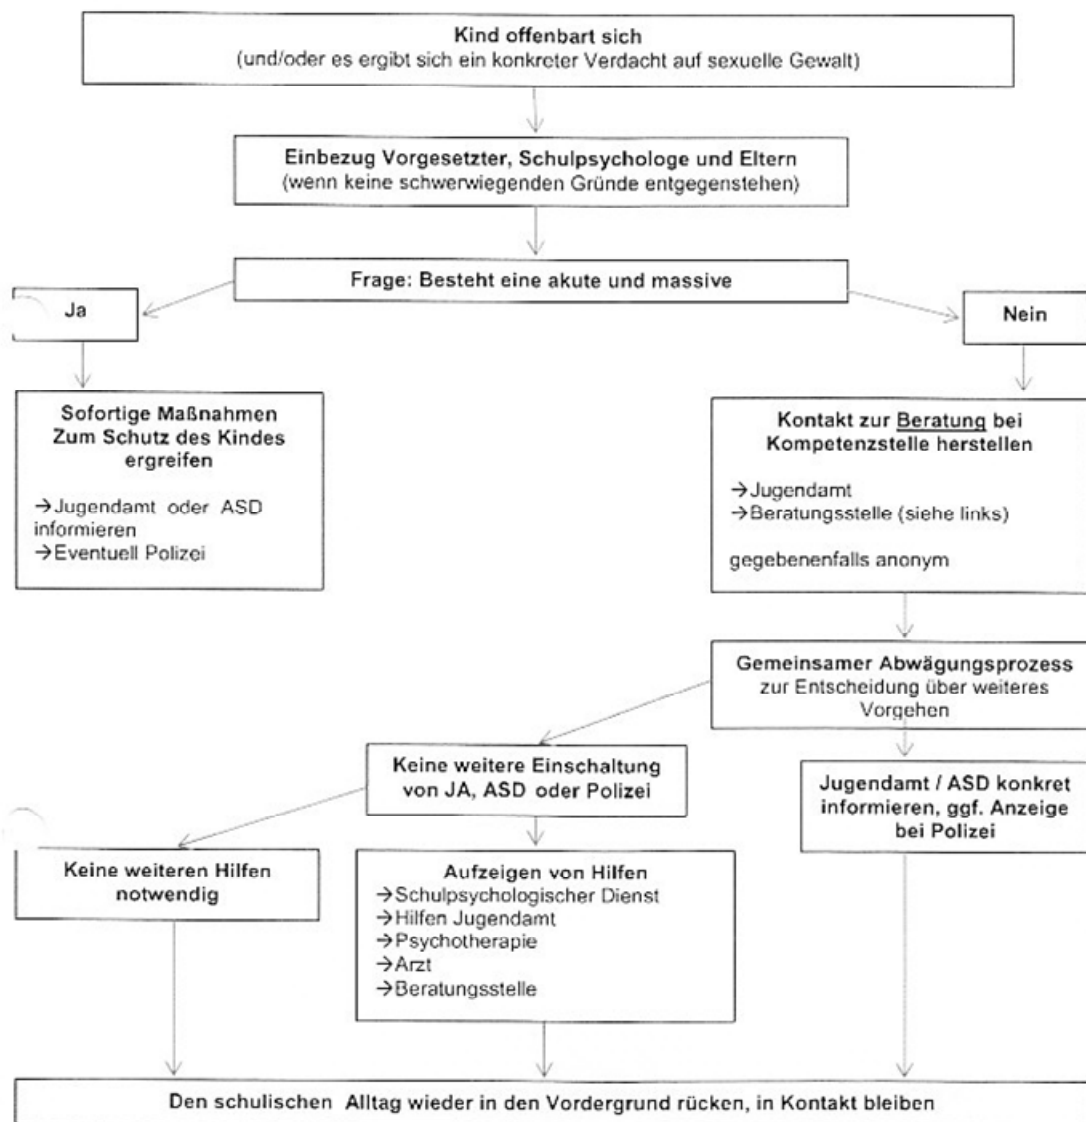 Kind offenbart sich
(und/oder es ergibt sich ein konkreter Verdacht auf sexuelle Gewalt)
Einbezug Vorgesetzter, Schulpsychologe und Eltern
(wenn keine schwerwiegenden Gründe entgegenstehen)
Frage: Besteht eine akute und massive
Ja
Nein
Sofortige Maßnahmen
Zum Schutz des Kindes
ergreifen
→Jugendamt oder ASD
informieren
→Eventuell Polizei
Kontakt zur Beratung bei
Kompetenzstelle herstellen
→Jugendamt
→Beratungsstelle (siehe links)
gegebenenfalls anonym
Gemeinsamer Abwägungsprozess
zur Entscheidung über weiteres
Vorgehen
Keine weitere Einschaltung
von JA, ASD oder Polizei
Jugendamt / ASD konkret
informieren, ggf. Anzeige
bei Polizei
Keine weiteren Hilfen
notwendig
Aufzeigen von Hilfen
→Schulpsychologischer Dienst
→Hilfen Jugendamt
→Psychotherapie
→Arzt
→Beratungsstelle
Den schulischen Alltag wieder in den Vordergrund rücken, in Kontakt bleiben